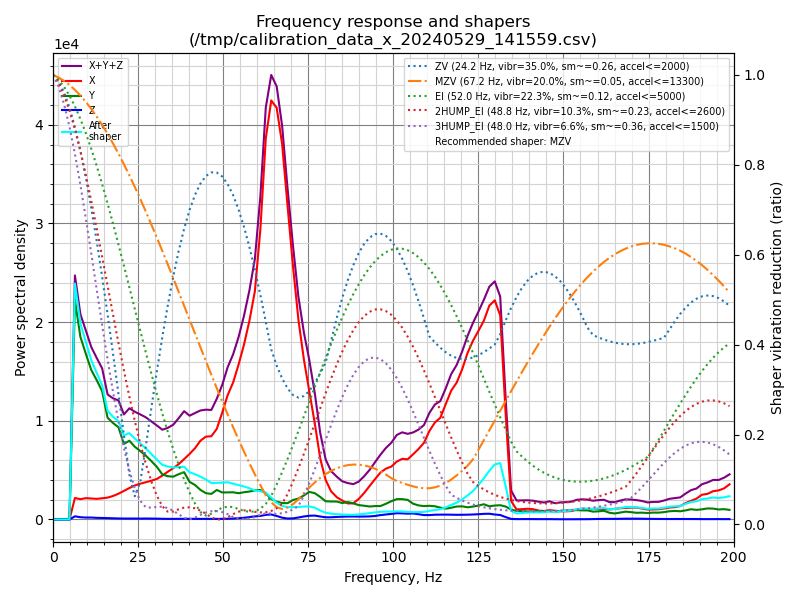 Frequency response and shapers
(/tmp/calibration_data_x_20240529_141559.csv)
1e4
X+Y+Z
X
Y
Z
After
shaper
ZV (24.2 Hz, vibr=35.0%, sm~=0.26, accel<=2000)
MZV (67.2 Hz, vibr=20.0%, sm~=0.05, accel<=13300)
EI (52.0 Hz, vibr=22.3%, sm~=0.12, accel<=5000)
2HUMP_EI (48.8 Hz, vibr=10.3%, sm~=0.23, accel<=2600)
3HUMP_EI (48.0 Hz, vibr=6.6%, sm~=0.36, accel<=1500)
Recommended shaper: MZV
Power spectral density
4
3
2
1
0
1.0
0.8
0.6
0.4
0.2
0.0
Shaper vibration reduction (ratio)
0 25 50 75 100 125 150 175 200
Frequency, Hz